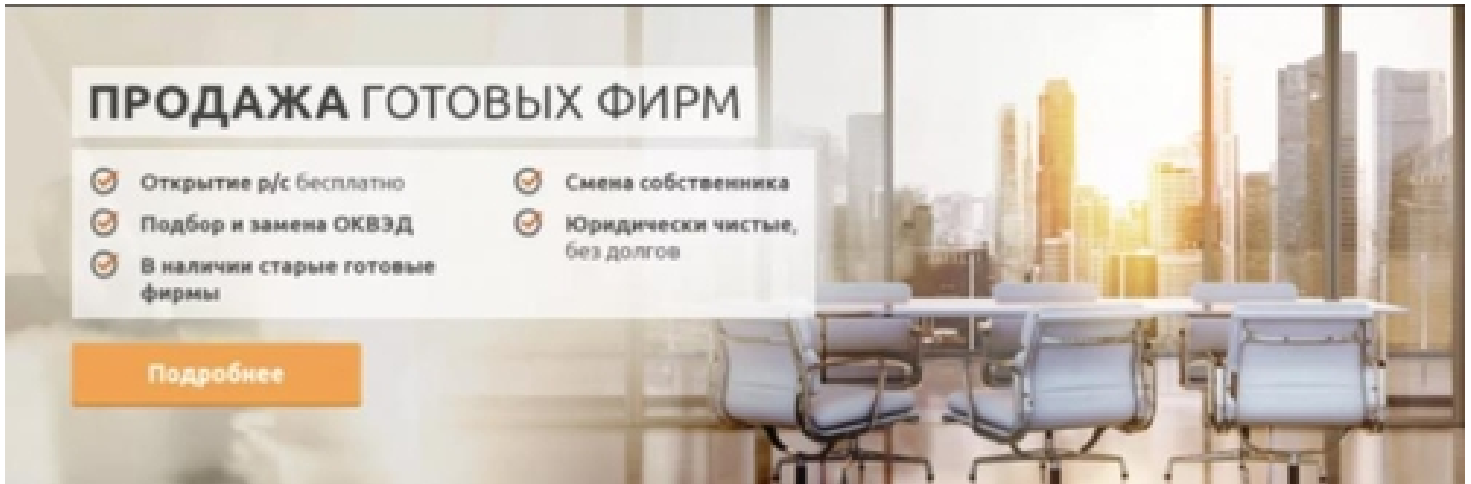 ПРОДАЖА ГОТОВЫХ ФИРМ
Открытие р/с бесплатно
Подбор и замена ОКВЭД
В наличии старые готовые
фирмы
Смена собственника
Юридически чистые,
без долгов
Подробнее